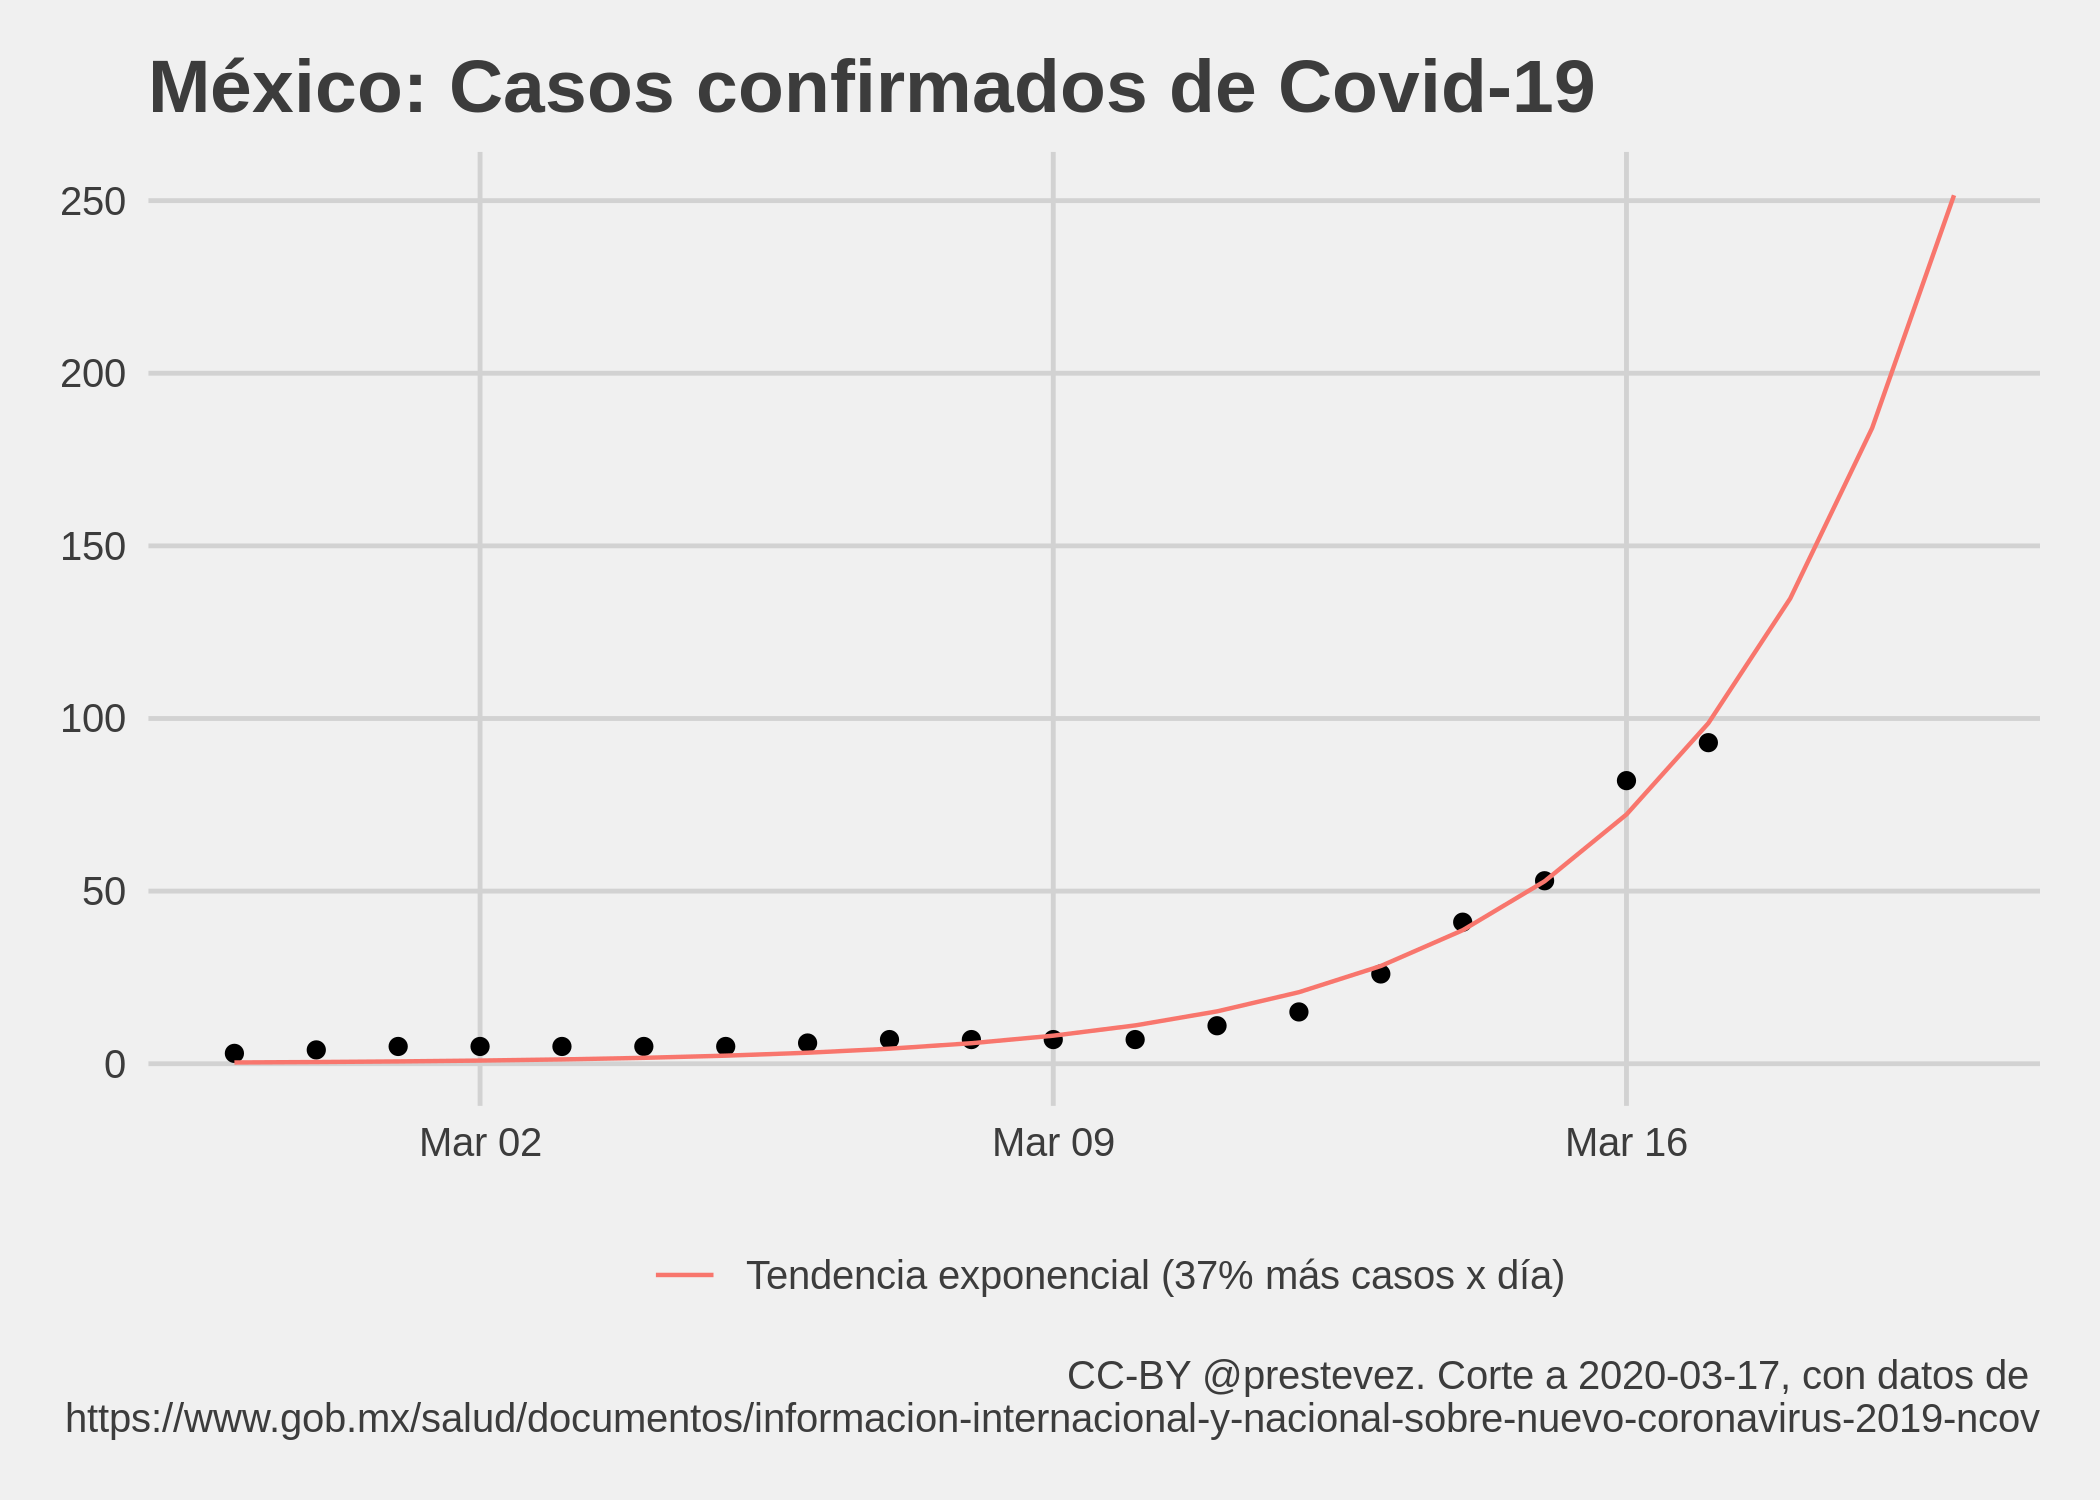 México: Casos confirmados de Covid-19
250
200
150
100
50
0
Mar 02
Mar 09
Mar 16
Tendencia exponencial (37% más casos x día)
CC-BY @prestevez. Corte a 2020-03-17, con datos de
https://www.gob.mx/salud/documentos/informacion-internacional-y-nacional-sobre-nuevo-coronavirus-2019-ncov